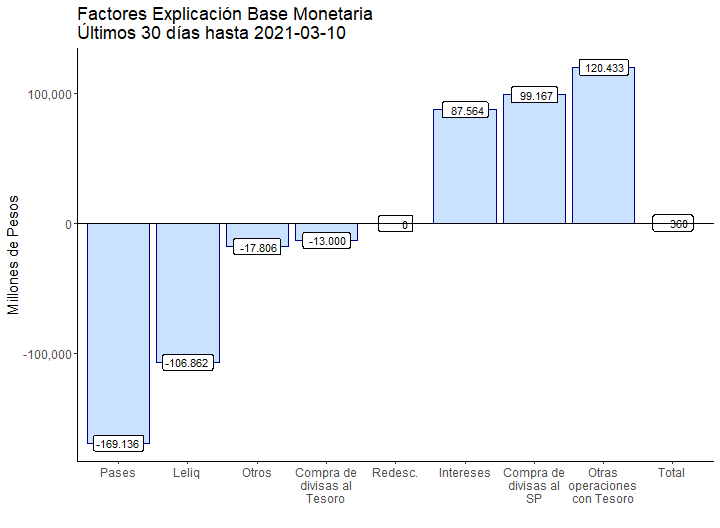 Factores Explicación Base Monetaria
Últimos 30 días hasta 2021-03-10
Millones de Pesos
100,000
0
-100,000
-169.136
-106.862
-17.806
-13.000
0
87.564
99.167
120.433
360
Pases
Leliq
Otros
Compra de
divisas al
Tesoro
Redesc.
Intereses
Compra de
divisas al
SP
Otras
operaciones
con Tesoro
Total